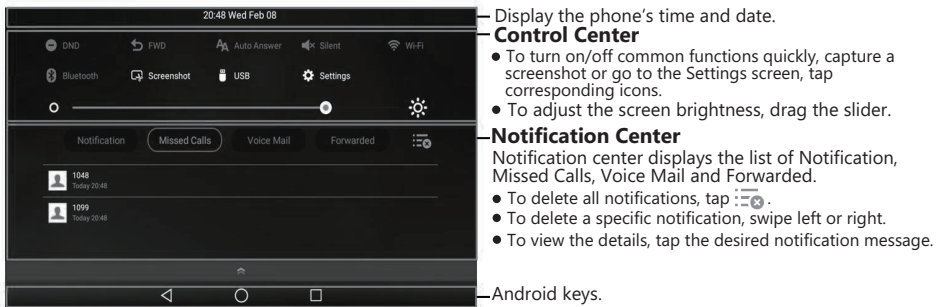 20:48 Wed Feb 08
DND
FWD
Auto Answer
Silent
Wi-Fi
Bluetooth
Screenshot
USB
Settings
Notification
Missed Calls
Voice Mail
Forwarded
1048
Today 20:48
1099
Today 20:48
Display the phone's time and date.
Control Center
● To turn on/off common functions quickly, capture a
screenshot or go to the Settings screen, tap
corresponding icons.
● To adjust the screen brightness, drag the slider.
Notification Center
Notification center displays the list of Notification,
Missed Calls, Voice Mail and Forwarded.
● To delete all notifications, tap .
● To delete a specific notification, swipe left or right.
● To view the details, tap the desired notification message.
Android keys.